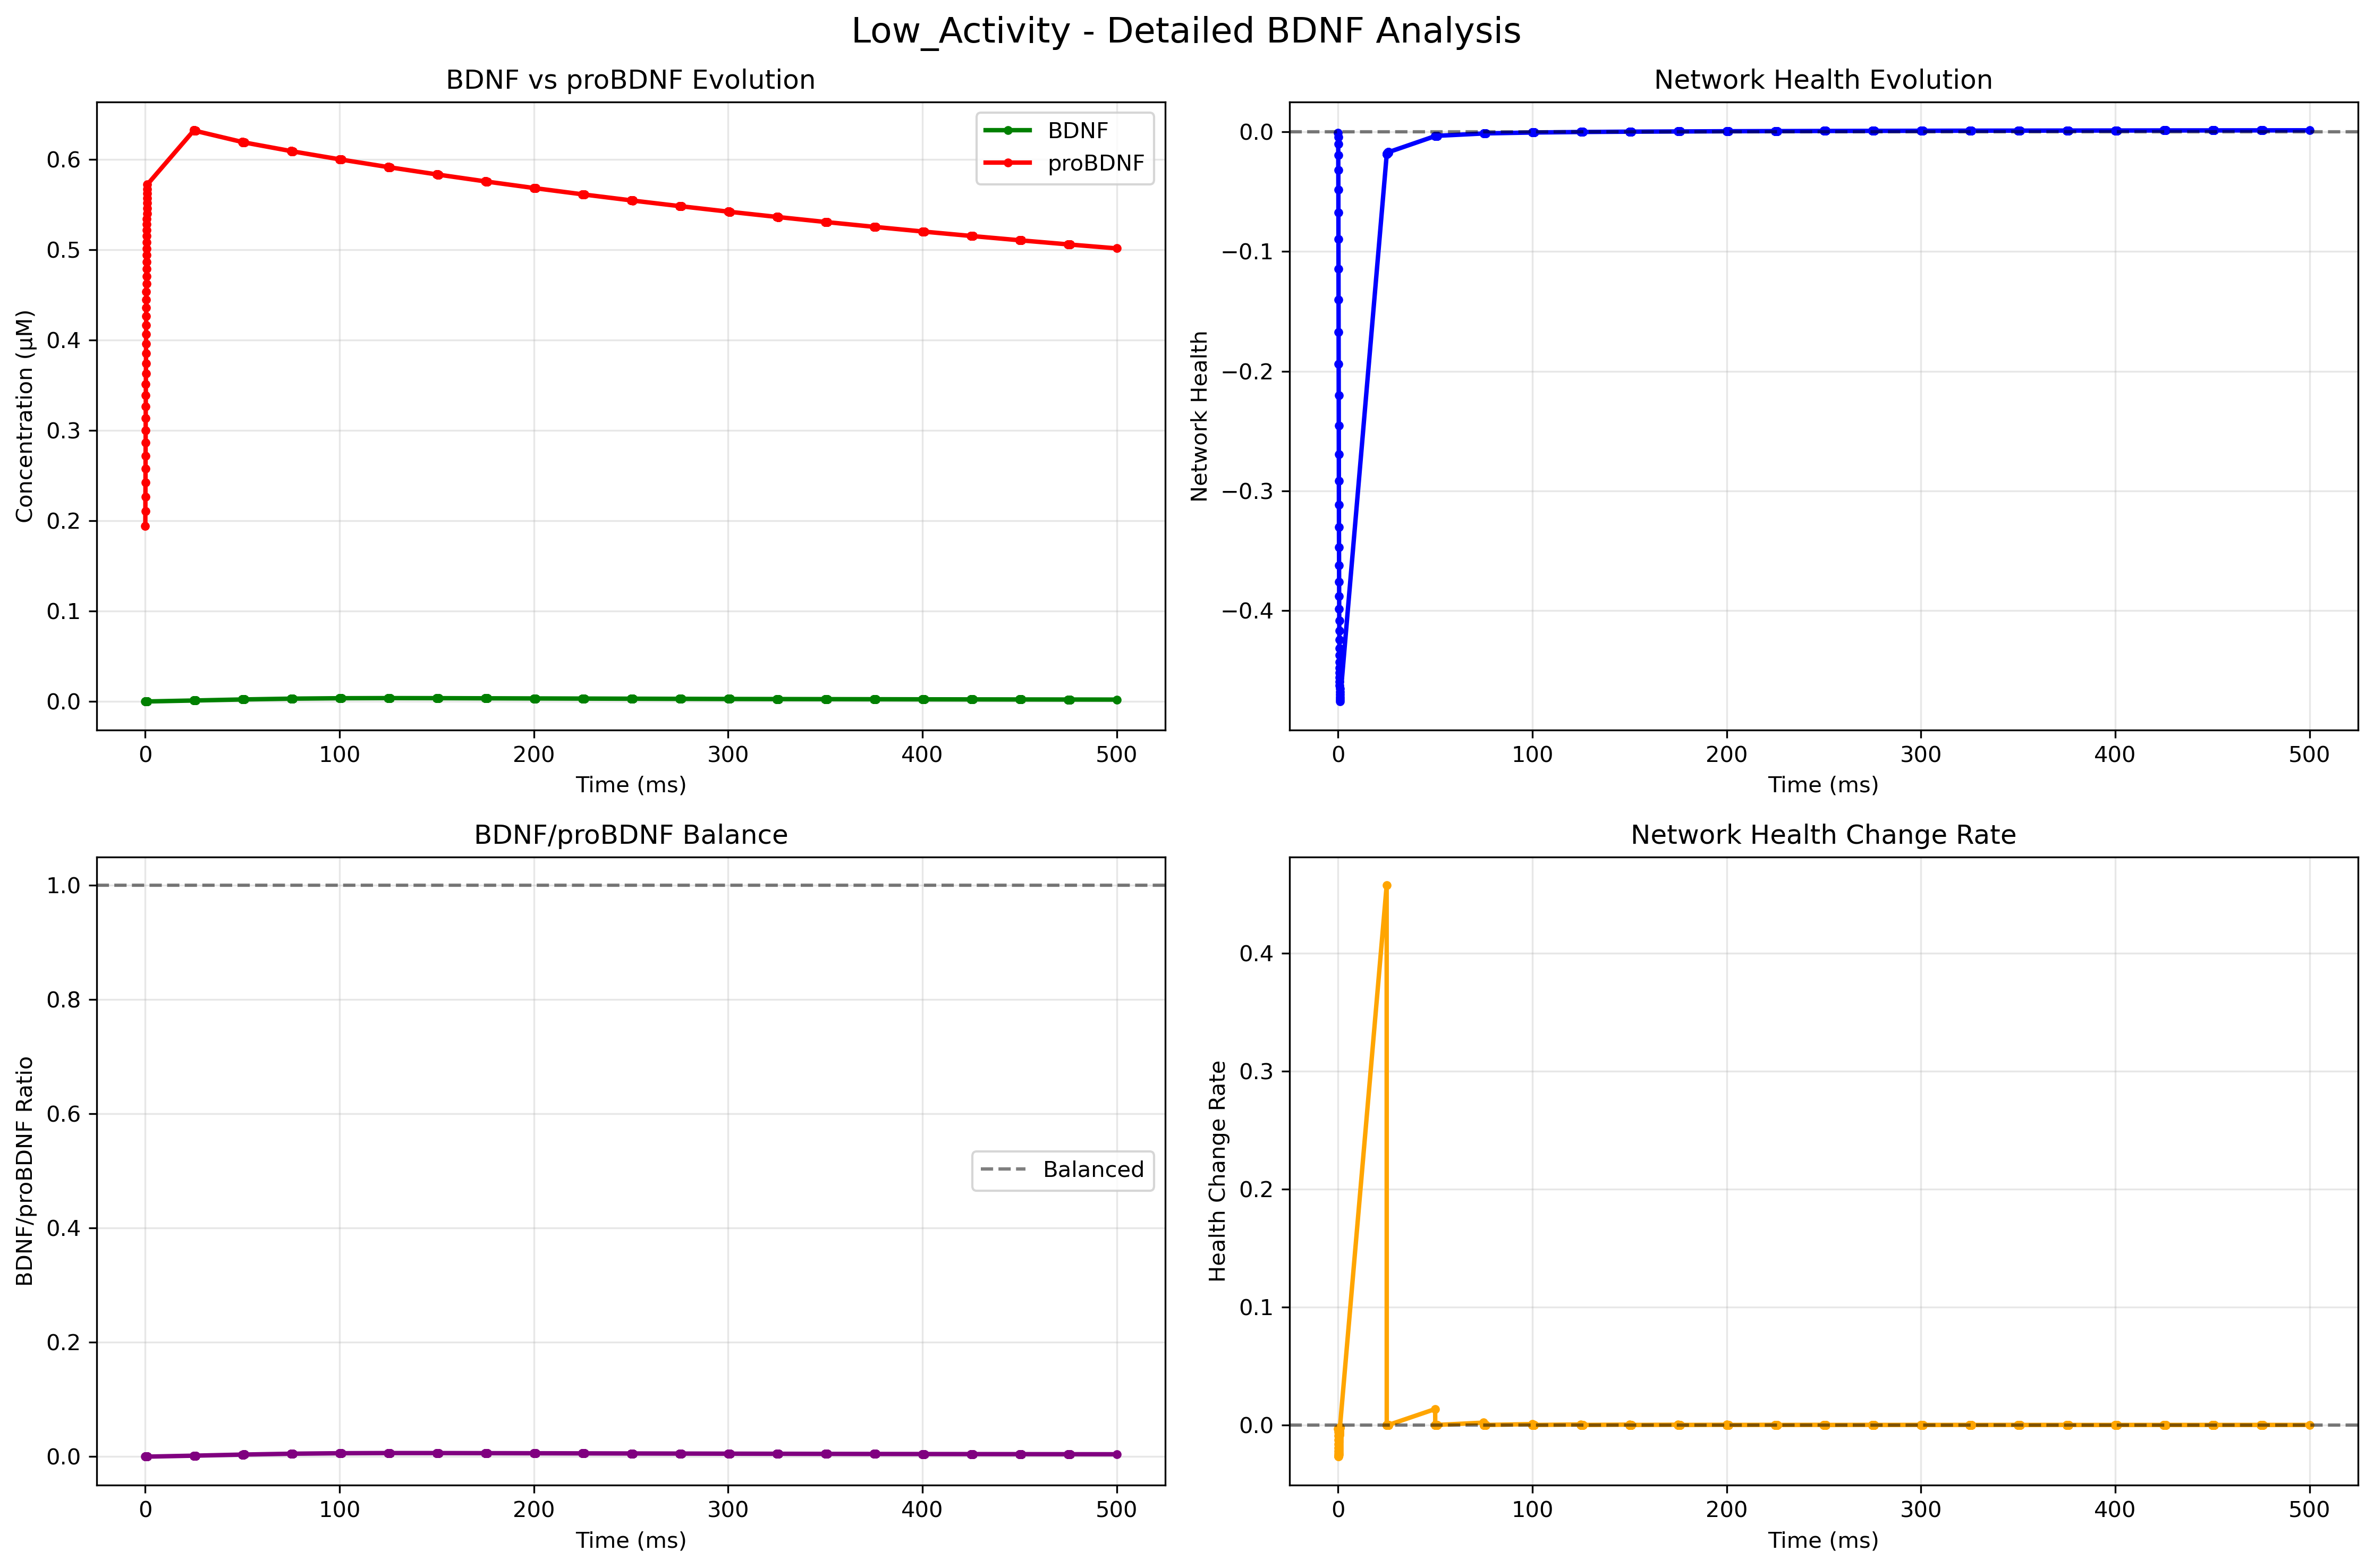 Low_Activity - Detailed BDNF Analysis
BDNF vs proBDNF Evolution
Concentration (μM)
0.6
0.5
0.4
0.3
0.2
0.1
0.0
BDNF
proBDNF
0 100 200 300 400 500
Time (ms)
Network Health Evolution
Network Health
0.0
−0.1
−0.2
−0.3
−0.4
0 100 200 300 400 500
Time (ms)
BDNF/proBDNF Balance
BDNF/proBDNF Ratio
1.0
0.8
0.6
0.4
0.2
0.0
Balanced
0 100 200 300 400 500
Time (ms)
Network Health Change Rate
Health Change Rate
0.4
0.3
0.2
0.1
0.0
0 100 200 300 400 500
Time (ms)